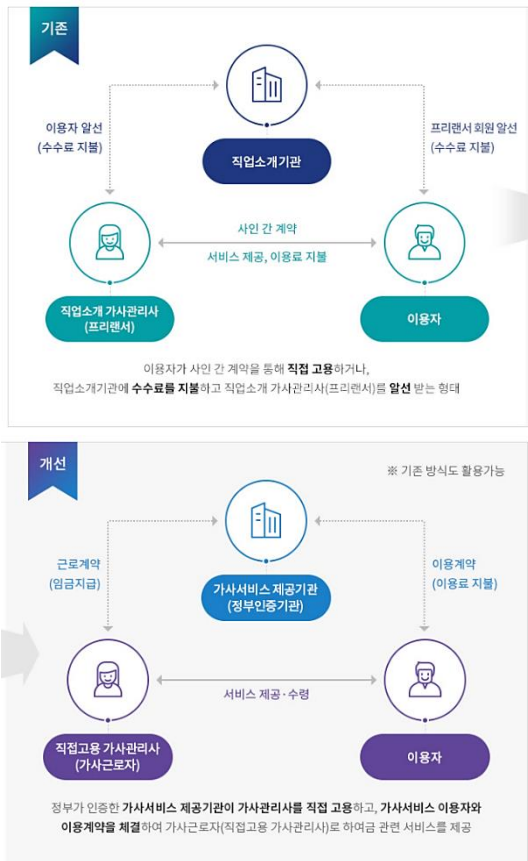 기존
이용자 알선
(수수료 지불)
프리랜서 회원 알선
(수수료 지불)
직업소개기관
사인 간 계약
서비스 제공, 이용료 지불
직업소개 가사관리사
(프리랜서)
이용자
이용자가 사인 간 계약을 통해 직접 고용하거나,
직업소개기관에 수수료를 지불하고 직업소개 가사관리사(프리랜서)를 알선 받는 형태
개선
※ 기존 방식도 활용가능
근로계약
(임금지급)
이용계약
(이용료 지불)
가사서비스 제공기관
(정부인증기관)
서비스 제공·수령
직접고용 가사관리사
(가사근로자)
이용자
정부가 인증한 가사서비스 제공기관이 가사관리사를 직접 고용하고, 가사서비스 이용자와
이용계약을 체결하여 가사근로자(직접고용 가사관리사)로 하여금 관련 서비스를 제공